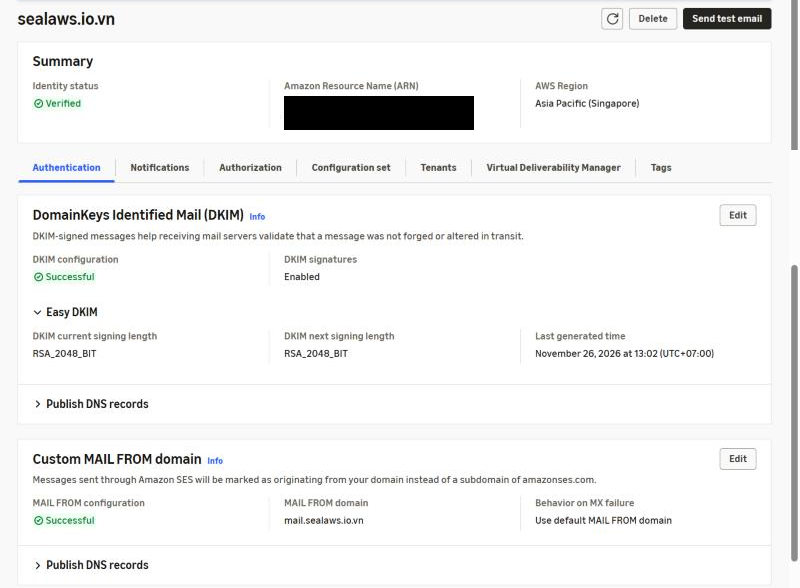 sealaws.io.vn
Delete
Send test email
Summary
Identity status
Verified
Amazon Resource Name (ARN)
AWS Region
Asia Pacific (Singapore)
Authentication
Notifications
Authorization
Configuration set
Tenants
Virtual Deliverability Manager
Tags
DomainKeys Identified Mail (DKIM) Info
Edit
DKIM-signed messages help receiving mail servers validate that a message was not forged or altered in transit.
DKIM configuration
Successful
DKIM signatures
Enabled
Easy DKIM
DKIM current signing length
RSA_2048_BIT
DKIM next signing length
RSA_2048_BIT
Last generated time
November 26, 2026 at 13:02 (UTC+07:00)
Publish DNS records
Custom MAIL FROM domain Info
Edit
Messages sent through Amazon SES will be marked as originating from your domain instead of a subdomain of amazonses.com.
MAIL FROM configuration
Successful
MAIL FROM domain
mail.sealaws.io.vn
Behavior on MX failure
Use default MAIL FROM domain
Publish DNS records